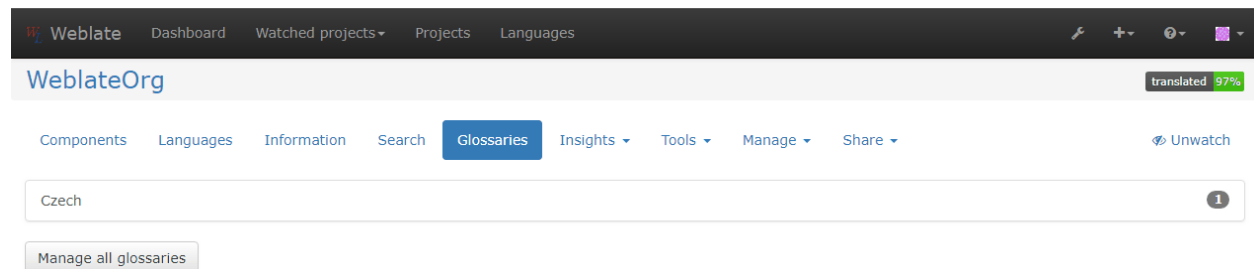 Weblate Dashboard Watched projects Projects Languages
WeblateOrg translated 97%
Components Languages Information Search Glossaries Insights Tools Manage Share Unwatch
Czech 1
Manage all glossaries